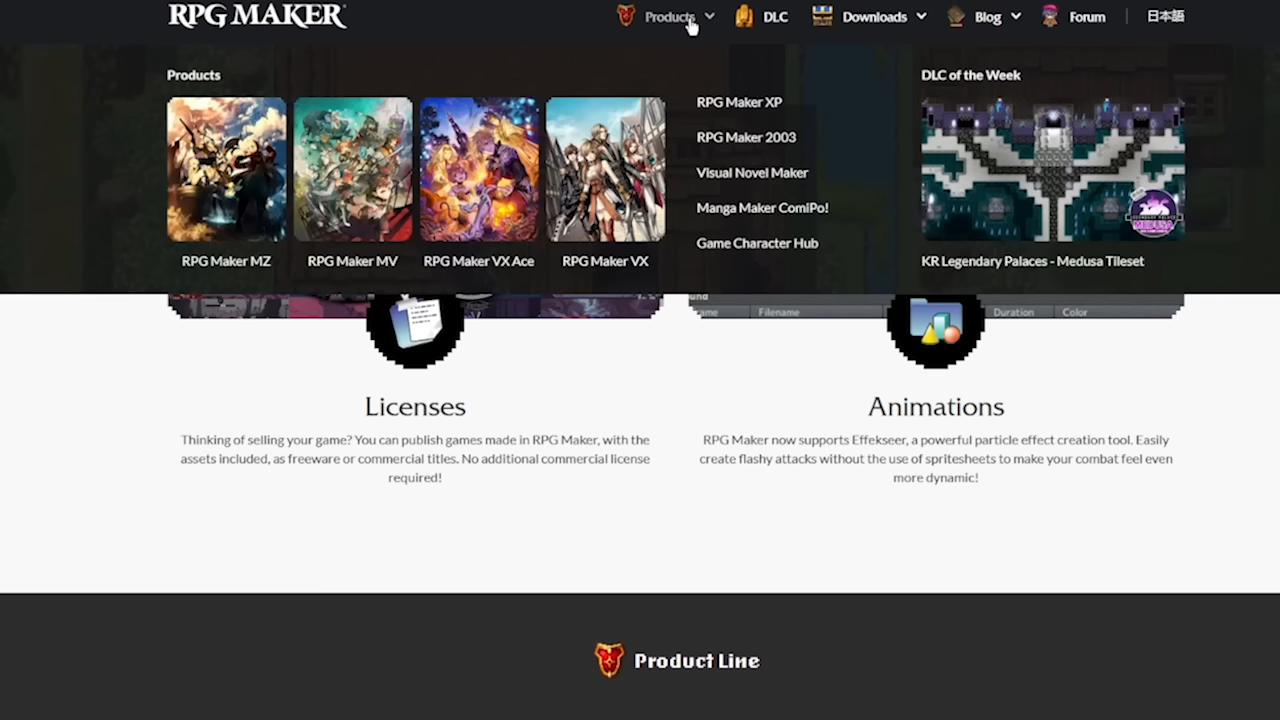 RPG MAKER
Products
DLC
Downloads
Blog
Forum
日本語
Products
RPG Maker MZ
RPG Maker MV
RPG Maker VX Ace
RPG Maker VX
RPG Maker XP
RPG Maker 2003
Visual Novel Maker
Manga Maker ComiPo!
Game Character Hub
DLC of the Week
MEDUSA
KR Legendary Palaces - Medusa Tileset
Filename
Duration
Color
Licenses
Thinking of selling your game? You can publish games made in RPG Maker, with the
assets included, as freeware or commercial titles. No additional commercial license
required!
Animations
RPG Maker now supports Effekseer, a powerful particle effect creation tool. Easily
create flashy attacks without the use of spritesheets to make your combat feel even
more dynamic!
Product Line